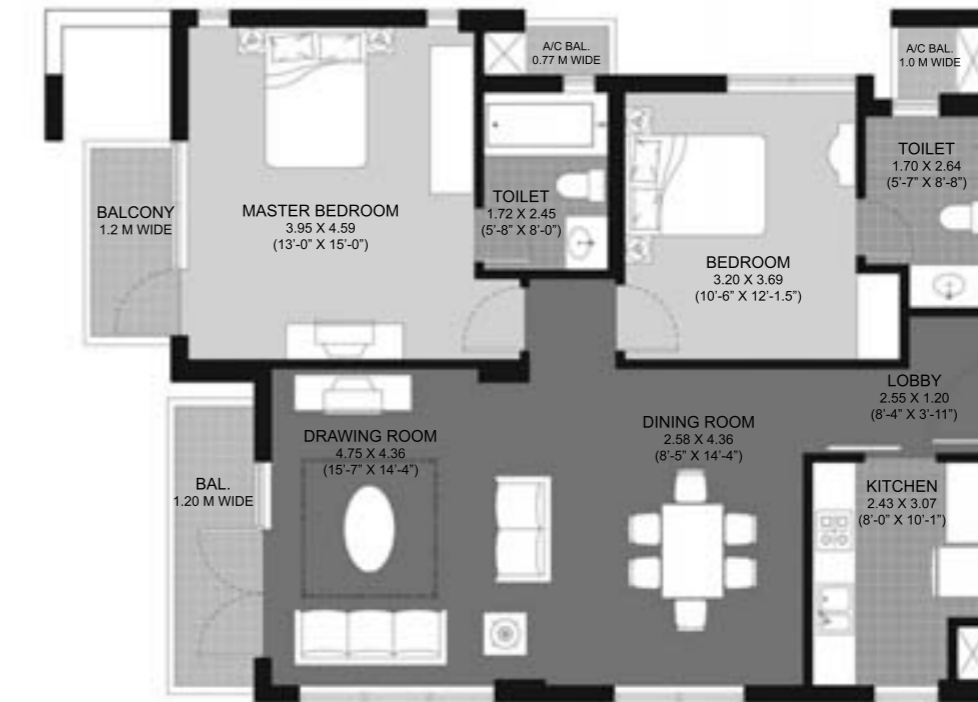 A/C BAL.
0.77 M WIDE
A/C BAL.
1.0 M WIDE
TOILET
1.70 X 2.64
(5'-7” X 8'-8”)
BALCONY
1.2 M WIDE
MASTER BEDROOM
3.95 X 4.59
(13'-0” X 15'-0”)
TOILET
1.72 X 2.45
(5'-8” X 8'-0”)
BEDROOM
3.20 X 3.69
(10'-6” X 12'-1.5”)
LOBBY
2.55 X 1.20
(8'-4” X 3'-11”)
DRAWING ROOM
4.75 X 4.36
(15'-7” X 14'-4”)
DINING ROOM
2.58 X 4.36
(8'-5” X 14'-4”)
BAL.
1.20 M WIDE
KITCHEN
2.43 X 3.07
(8'-0” X 10'-1”)